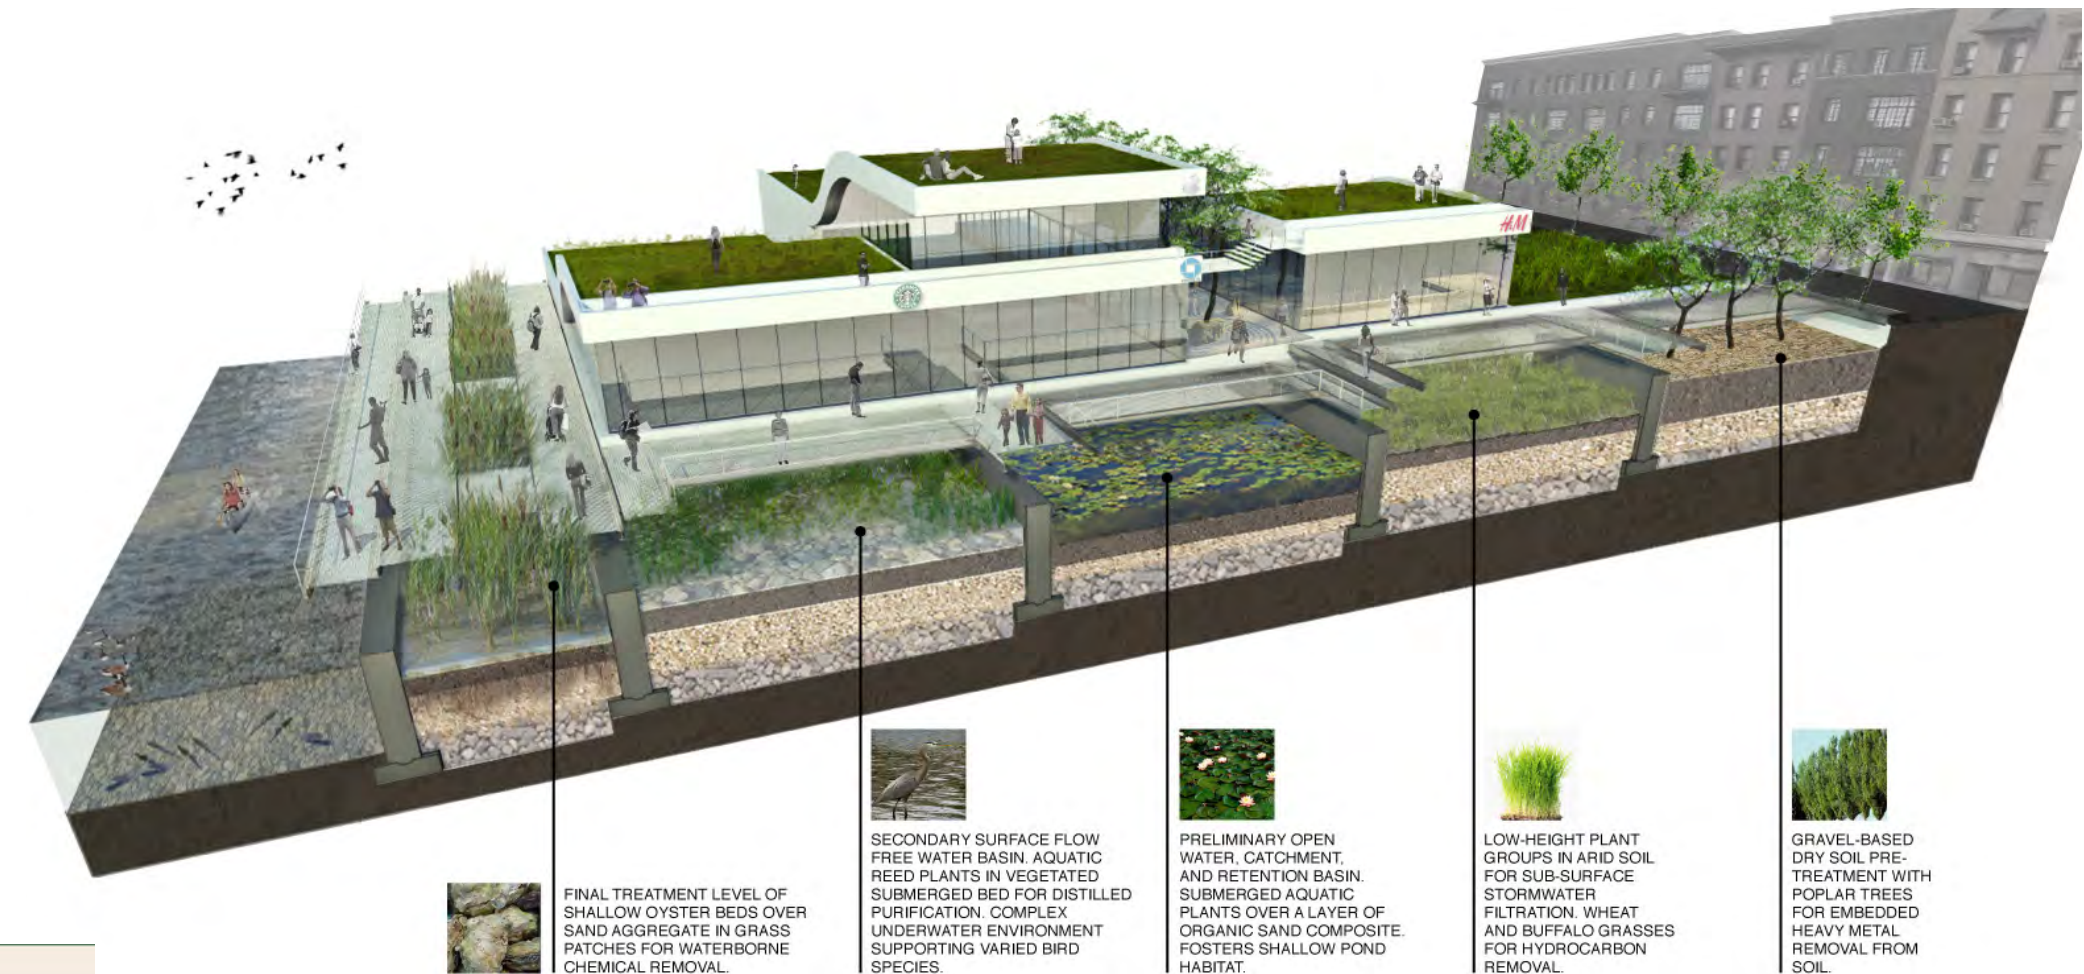 H&M
FINAL TREATMENT LEVEL OF
SHALLOW OYSTER BEDS OVER
SAND AGGREGATE IN GRASS
PATCHES FOR WATERBORNE
CHEMICAL REMOVAL.
SECONDARY SURFACE FLOW
FREE WATER BASIN. AQUATIC
REED PLANTS IN VEGETATED
SUBMERGED BED FOR DISTILLED
PURIFICATION. COMPLEX
UNDERWATER ENVIRONMENT
SUPPORTING VARIED BIRD
SPECIES.
PRELIMINARY OPEN
WATER, CATCHMENT,
AND RETENTION BASIN.
SUBMERGED AQUATIC
PLANTS OVER A LAYER OF
ORGANIC SAND COMPOSITE.
FOSTERS SHALLOW POND
HABITAT.
LOW-HEIGHT PLANT
GROUPS IN ARID SOIL
FOR SUB-SURFACE
STORMWATER
FILTRATION. WHEAT
AND BUFFALO GRASSES
FOR HYDROCARBON
REMOVAL.
GRAVEL-BASED
DRY SOIL PRE-
TREATMENT WITH
POPLAR TREES
FOR EMBEDDED
HEAVY METAL
REMOVAL FROM
SOIL.